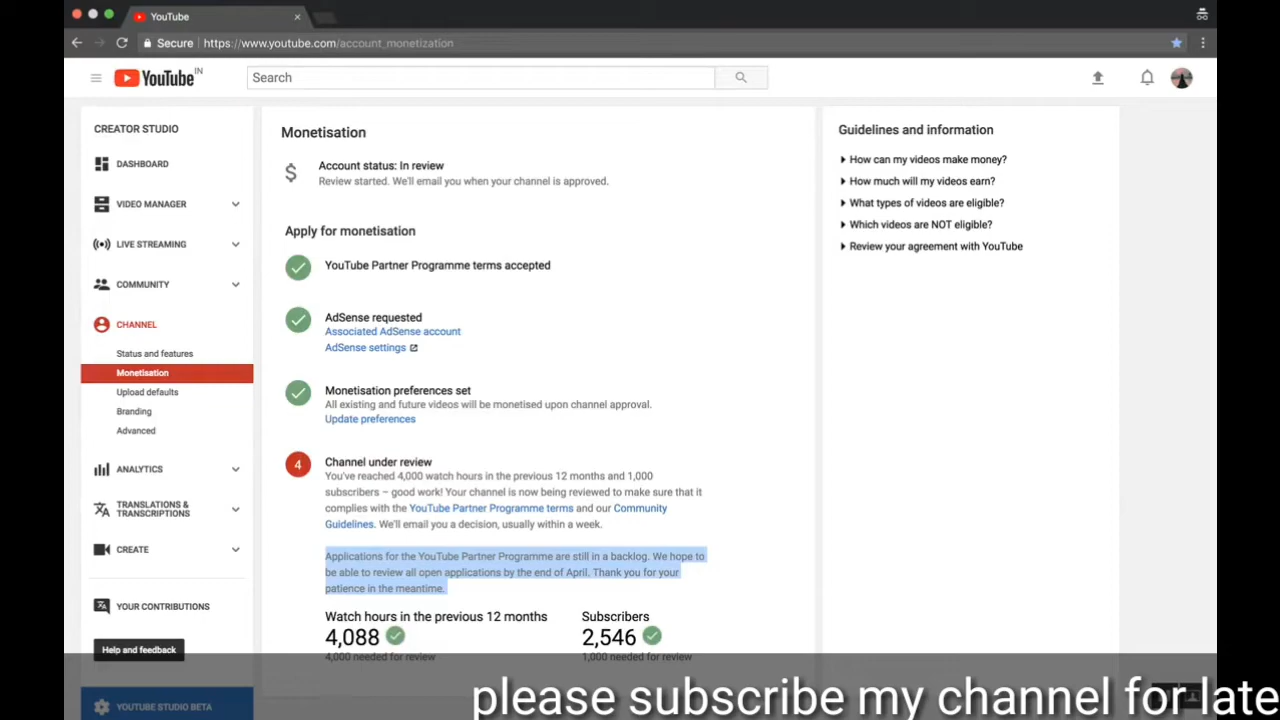 YouTube
Secure
https://www.youtube.com/account_monetization
YouTube IN
Search
CREATOR STUDIO
DASHBOARD
VIDEO MANAGER
LIVE STREAMING
COMMUNITY
CHANNEL
Status and features
Monetisation
Upload defaults
Branding
Advanced
ANALYTICS
TRANSLATIONS &
TRANSCRIPTIONS
CREATE
YOUR CONTRIBUTIONS
Help and feedback
YOUTUBE STUDIO BETA
Monetisation
$
Account status: In review
Review started. We'll email you when your channel is approved.
Apply for monetisation
YouTube Partner Programme terms accepted
AdSense requested
Associated AdSense account
AdSense settings
Monetisation preferences set
All existing and future videos will be monetised upon channel approval.
Update preferences
4
Channel under review
You've reached 4,000 watch hours in the previous 12 months and 1,000
subscribers – good work! Your channel is now being reviewed to make sure that it
complies with the YouTube Partner Programme terms and our Community
Guidelines. We'll email you a decision, usually within a week.
Applications for the YouTube Partner Programme are still in a backlog. We hope to
be able to review all open applications by the end of April. Thank you for your
patience in the meantime.
Watch hours in the previous 12 months
4,088
4,000 needed for review
Subscribers
2,546
1,000 needed for review
Guidelines and information
How can my videos make money?
How much will my videos earn?
What types of videos are eligible?
Which videos are NOT eligible?
Review your agreement with YouTube
please subscribe my channel for late